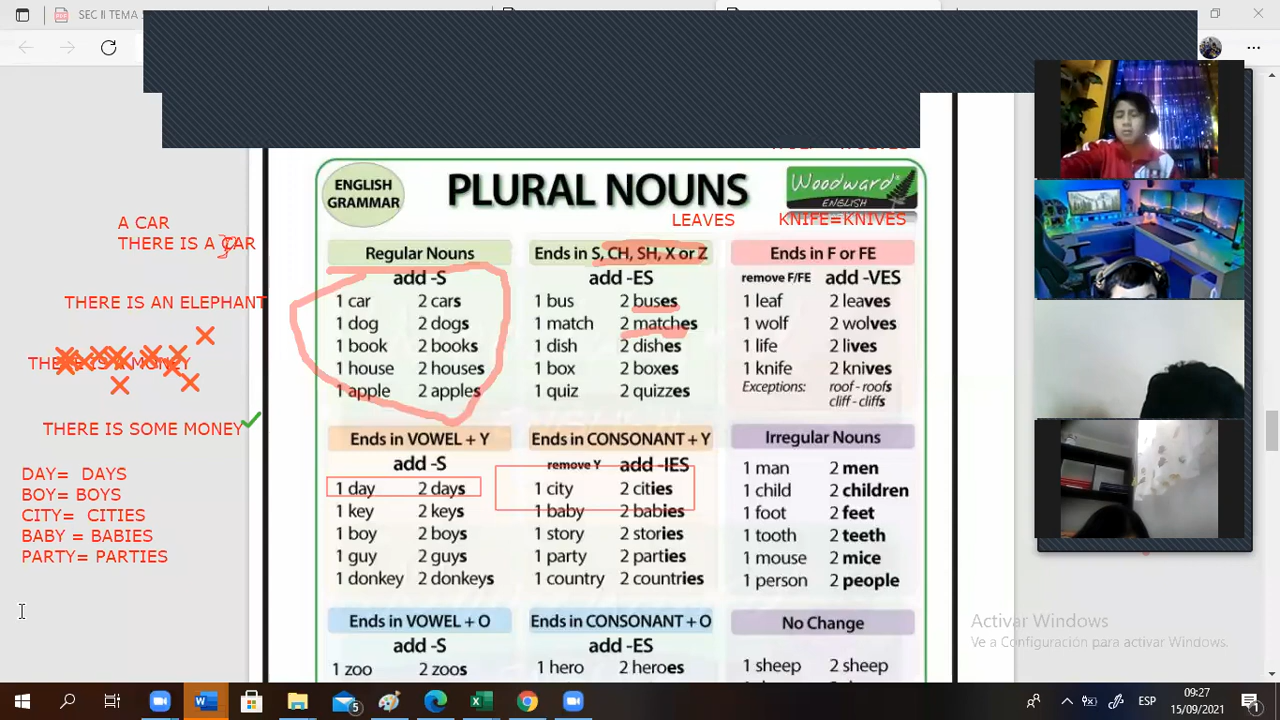 SEC II TEMA
A CAR
THERE IS A CAR
THERE IS AN ELEPHANT
THERE IS A MONEY
THERE IS SOME MONEY
DAY= DAYS
BOY= BOYS
CITY= CITIES
BABY = BABIES
PARTY= PARTIES
ENGLISH
GRAMMAR
PLURAL NOUNS
Woodward
ENGLISH
LEAVES
KNIFE=KNIVES
Regular Nouns
add -S
1 car 2 cars
1 dog 2 dogs
1 book 2 books
1 house 2 houses
1 apple 2 apples
Ends in S, CH, SH, X or Z
add -ES
1 bus 2 buses
1 match 2 matches
1 dish 2 dishes
1 box 2 boxes
1 quiz 2 quizzes
Ends in F or FE
remove F/FE add -VES
1 leaf 2 leaves
1 wolf 2 wolves
1 life 2 lives
1 knife 2 knives
Exceptions: roof - roofs
cliff - cliffs
Ends in VOWEL + Y
add -S
1 day 2 days
1 key 2 keys
1 boy 2 boys
1 guy 2 guys
1 donkey 2 donkeys
Ends in CONSONANT + Y
remove Y add -IES
1 city 2 cities
1 baby 2 babies
1 story 2 stories
1 party 2 parties
1 country 2 countries
Irregular Nouns
1 man 2 men
1 child 2 children
1 foot 2 feet
1 tooth 2 teeth
1 mouse 2 mice
1 person 2 people
Ends in VOWEL + O
add -S
1 zoo 2 zoos
Ends in CONSONANT + O
add -ES
1 hero 2 heroes
No Change
1 sheep 2 sheep
Activar Windows
Ve a Configuración para activar Windows.
5
ESP
09:27
15/09/2021
1